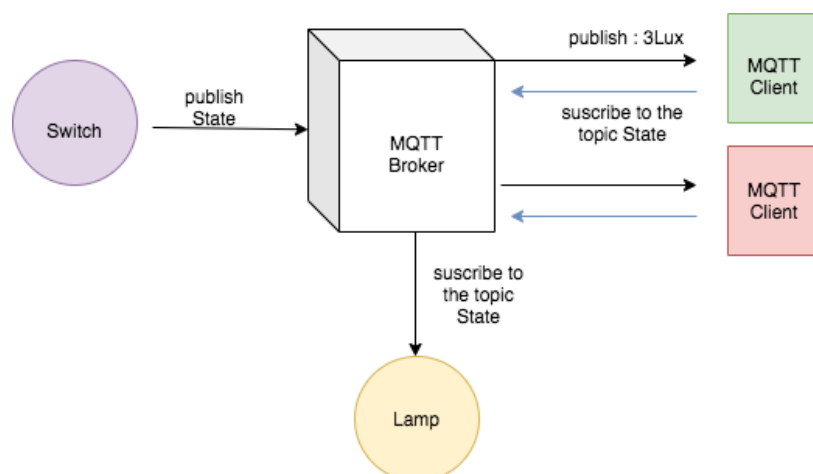 publish : 3Lux
MQTT
Client
publish
State
Switch
suscribe to the
topic State
MQTT
Broker
MQTT
Client
suscribe to
the topic
State
Lamp